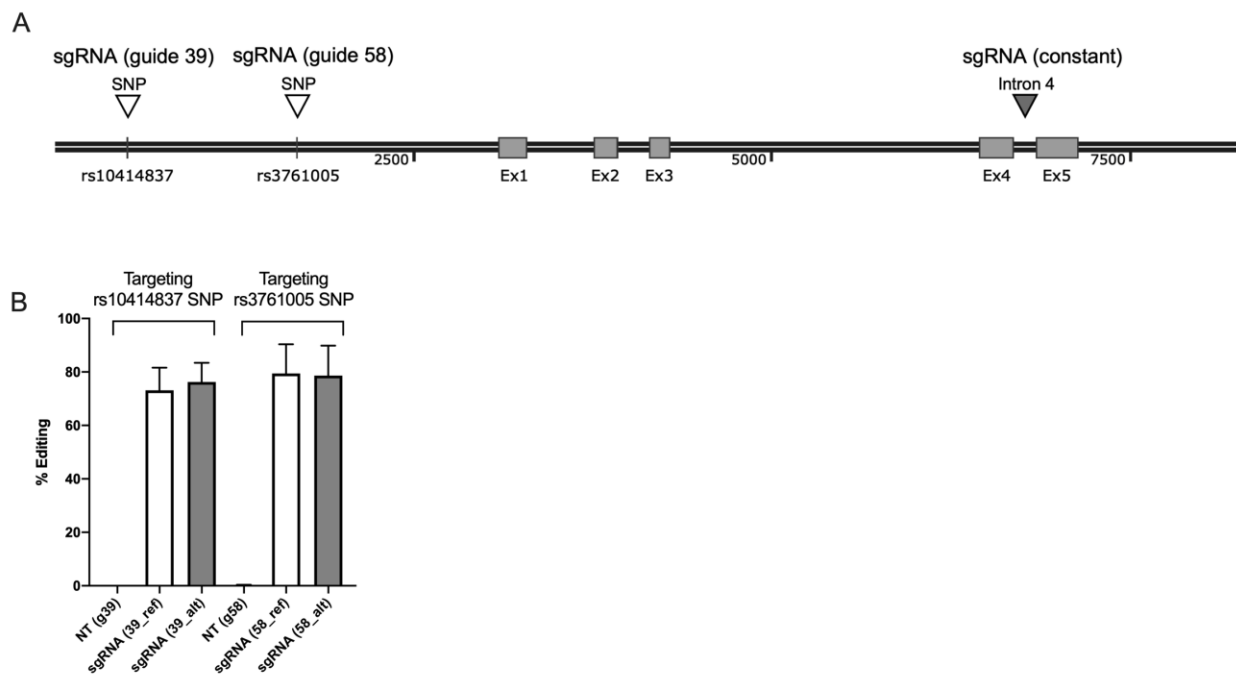 A
sgRNA (guide 39) sgRNA (guide 58) sgRNA (constant)
SNP SNP Intron 4
2500 5000 7500
rs10414837 rs3761005 Ex1 Ex2 Ex3 Ex4 Ex5
B
Targeting Targeting
rs10414837 SNP rs3761005 SNP
100
80
60
40
20
0
% Editing
NT (g39)
sgRNA (39_ref)
sgRNA (39_alt)
NT (g58)
sgRNA (58_ref)
sgRNA (58_alt)